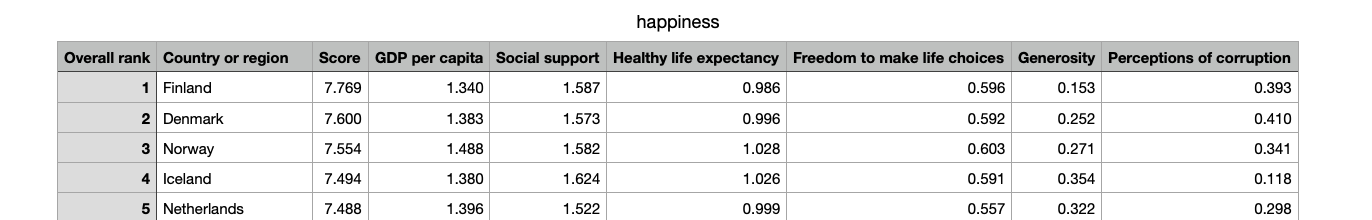 happiness
Overall rank Country or region Score GDP per capita Social support Healthy life expectancy Freedom to make life choices Generosity Perceptions of corruption
1 Finland 7.769 1.340 1.587 0.986 0.596 0.153 0.393
2 Denmark 7.600 1.383 1.573 0.996 0.592 0.252 0.410
3 Norway 7.554 1.488 1.582 1.028 0.603 0.271 0.341
4 Iceland 7.494 1.380 1.624 1.026 0.591 0.354 0.118
5 Netherlands 7.488 1.396 1.522 0.999 0.557 0.322 0.298